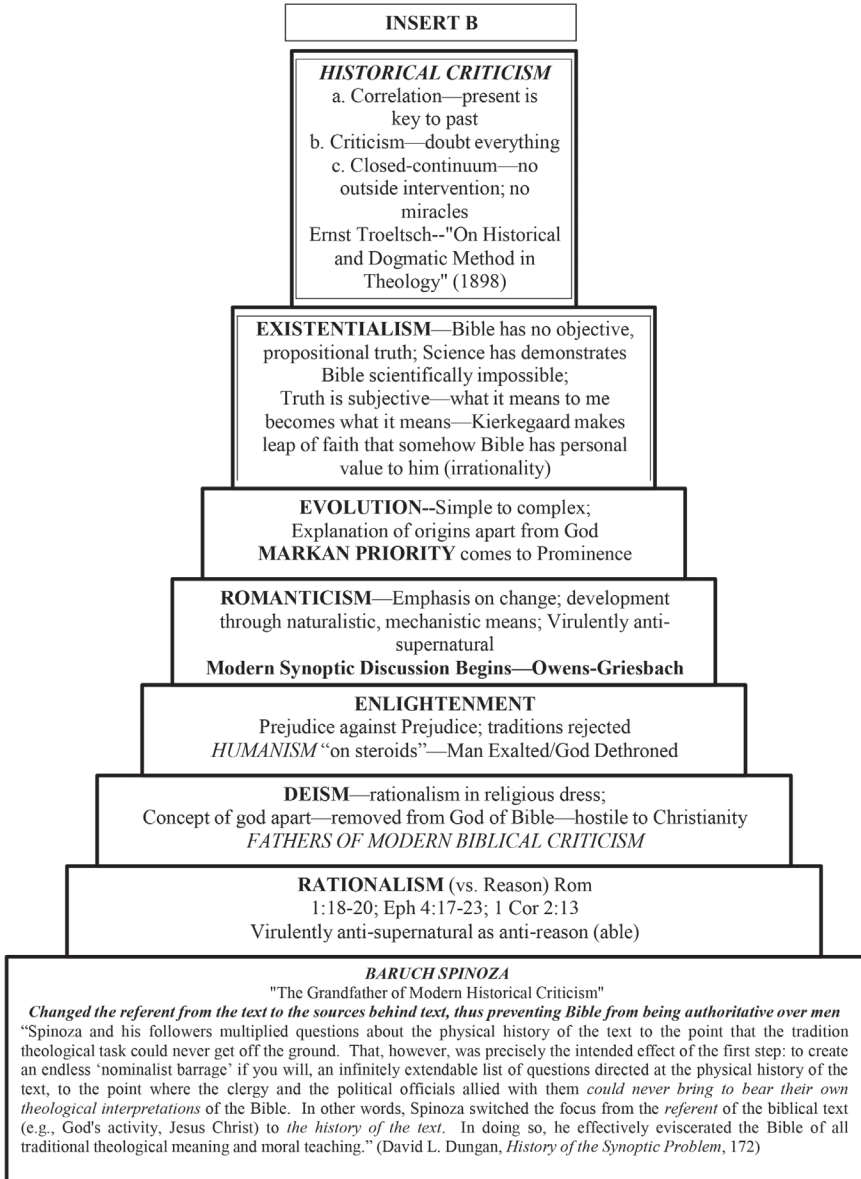 INSERT B
HISTORICAL CRITICISM
a. Correlation—present is
key to past
b. Criticism—doubt everything
c. Closed-continuum—no
outside intervention; no
miracles
Ernst Troeltsch--"On Historical
and Dogmatic Method in
Theology" (1898)
EXISTENTIALISM—Bible has no objective,
propositional truth; Science has demonstrates
Bible scientifically impossible;
Truth is subjective—what it means to me
becomes what it means—Kierkegaard makes
leap of faith that somehow Bible has personal
value to him (irrationality)
EVOLUTION--Simple to complex;
Explanation of origins apart from God
MARKAN PRIORITY comes to Prominence
ROMANTICISM—Emphasis on change; development
through naturalistic, mechanistic means; Virulently anti-
supernatural
Modern Synoptic Discussion Begins—Owens-Griesbach
ENLIGHTENMENT
Prejudice against Prejudice; traditions rejected
HUMANISM “on steroids”—Man Exalted/God Dethroned
DEISM—rationalism in religious dress;
Concept of god apart—removed from God of Bible—hostile to Christianity
FATHERS OF MODERN BIBLICAL CRITICISM
RATIONALISM (vs. Reason) Rom
1:18-20; Eph 4:17-23; 1 Cor 2:13
Virulently anti-supernatural as anti-reason (able)
BARUCH SPINOZA
"The Grandfather of Modern Historical Criticism"
Changed the referent from the text to the sources behind text, thus preventing Bible from being authoritative over men
“Spinoza and his followers multiplied questions about the physical history of the text to the point that the tradition
theological task could never get off the ground. That, however, was precisely the intended effect of the first step: to create
an endless ‘nominalist barrage’ if you will, an infinitely extendable list of questions directed at the physical history of the
text, to the point where the clergy and the political officials allied with them could never bring to bear their own
theological interpretations of the Bible. In other words, Spinoza switched the focus from the referent of the biblical text
(e.g., God's activity, Jesus Christ) to the history of the text. In doing so, he effectively eviscerated the Bible of all
traditional theological meaning and moral teaching.” (David L. Dungan, History of the Synoptic Problem, 172)